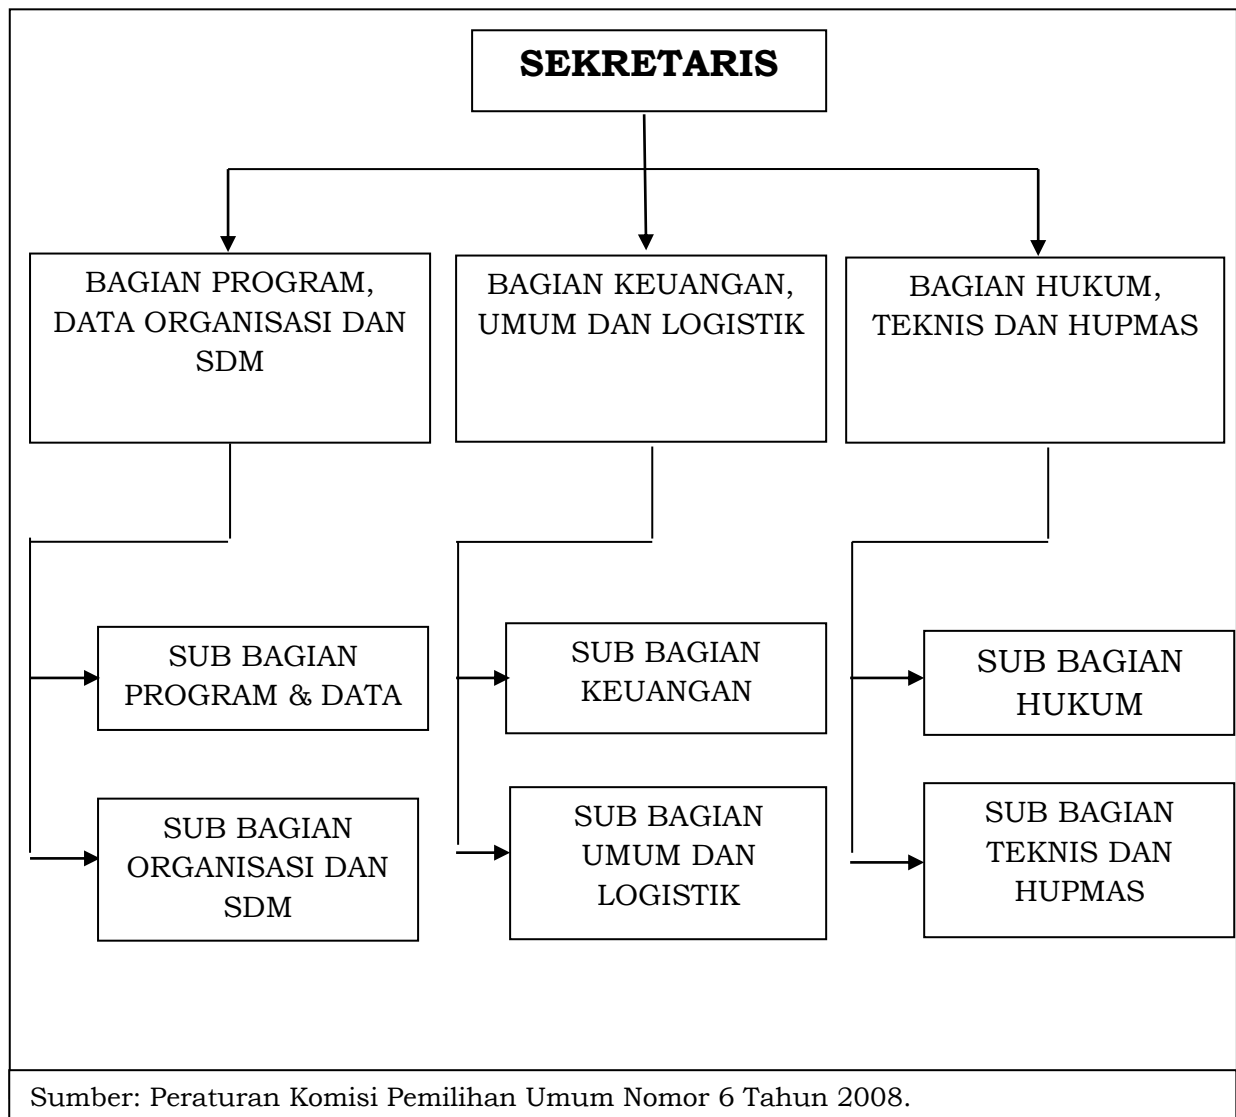 SEKRETARIS
BAGIAN PROGRAM,
DATA ORGANISASI DAN
SDM
BAGIAN KEUANGAN,
UMUM DAN LOGISTIK
BAGIAN HUKUM,
TEKNIS DAN HUPMAS
SUB BAGIAN
PROGRAM & DATA
SUB BAGIAN
KEUANGAN
SUB BAGIAN
HUKUM
SUB BAGIAN
ORGANISASI DAN
SDM
SUB BAGIAN
UMUM DAN
LOGISTIK
SUB BAGIAN
TEKNIS DAN
HUPMAS
Sumber: Peraturan Komisi Pemilihan Umum Nomor 6 Tahun 2008.